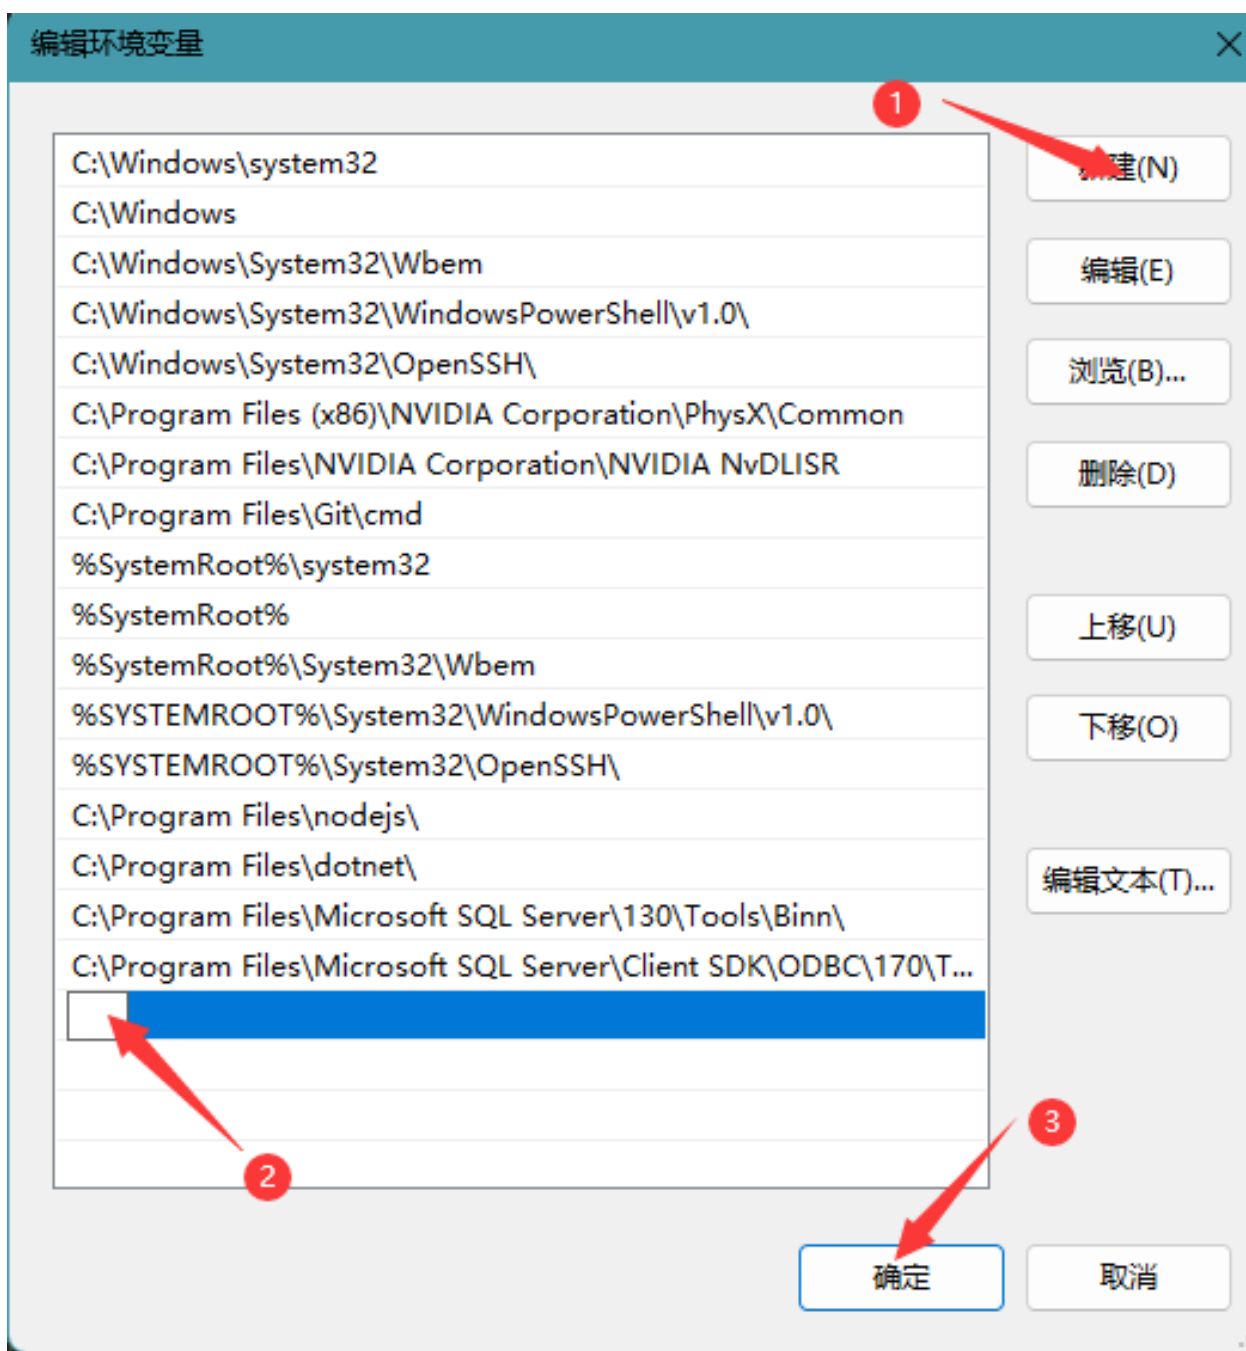 编辑环境变量
1
C:\Windows\system32
建(N)
C:\Windows
C:\Windows\System32\Wbem
编辑(E)
C:\Windows\System32\WindowsPowerShell\v1.0\
C:\Windows\System32\OpenSSH\
浏览(B)...
C:\Program Files (x86)\NVIDIA Corporation\PhysX\Common
C:\Program Files\NVIDIA Corporation\NVIDIA NvDLISR
删除(D)
C:\Program Files\Git\cmd
%SystemRoot%\system32
%SystemRoot%
上移(U)
%SystemRoot%\System32\Wbem
%SYSTEMROOT%\System32\WindowsPowerShell\v1.0\
下移(O)
%SYSTEMROOT%\System32\OpenSSH\
C:\Program Files\nodejs\
C:\Program Files\dotnet\
编辑文本(T)...
C:\Program Files\Microsoft SQL Server\130\Tools\Binn\
C:\Program Files\Microsoft SQL Server\Client SDK\ODBC\170\T...
3
2
确定
取消